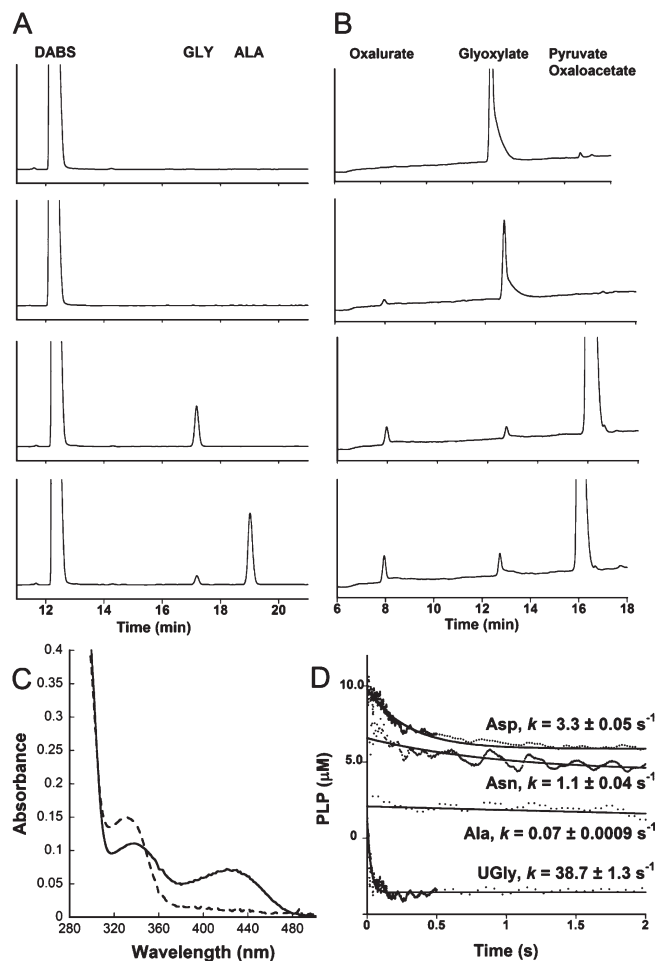 A
DABS GLY ALA
12 14 16 18 20
Time (min)
B
Oxalurate Glyoxylate Pyruvate
Oxaloacetate
6 8 10 12 14 16 18
Time (min)
C
0.4
0.35
0.3
0.25
0.2
0.15
0.1
0.05
0
280 320 360 400 440 480
Absorbance
Wavelength (nm)
D
10.0
5.0
0
PLP (μM)
Asp, k = 3.3 ± 0.05 s-1
Asn, k = 1.1 ± 0.04 s-1
Ala, k = 0.07 ± 0.0009 s-1
UGly, k = 38.7 ± 1.3 s-1
0 0.5 1 1.5 2
Time (s)